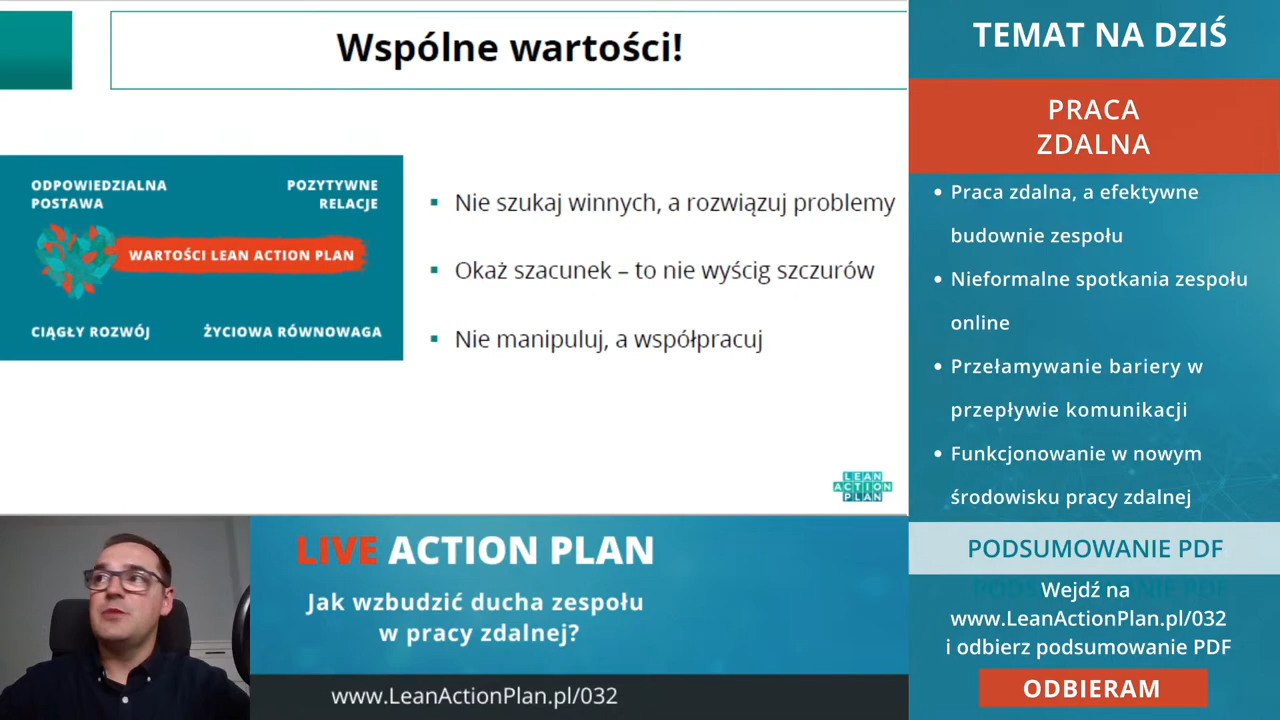 Wspólne wartości!
ODPOWIEDZIALNA
POSTAWA
POZYTYWNE
RELACJE
WARTOŚCI LEAN ACTION PLAN
CIĄGŁY ROZWÓJ
ŻYCIOWA RÓWNOWAGA
Nie szukaj winnych, a rozwiązuj problemy
Okaż szacunek – to nie wyścig szczurów
Nie manipuluj, a współpracuj
LEAN
ACTION
PLAN
LIVE ACTION PLAN
Jak wzbudzić ducha zespołu
w pracy zdalnej?
www.LeanActionPlan.pl/032
TEMAT NA DZIŚ
PRACA
ZDALNA
Praca zdalna, a efektywne
budownie zespołu
Nieformalne spotkania zespołu
online
Przełamywanie bariery w
przepływie komunikacji
Funkcjonowanie w nowym
środowisku pracy zdalnej
PODSUMOWANIE PDF
PODSUMOWANIE PDF
Wejdź na
www.LeanActionPlan.pl/032
i odbierz podsumowanie PDF
ODBIERAM